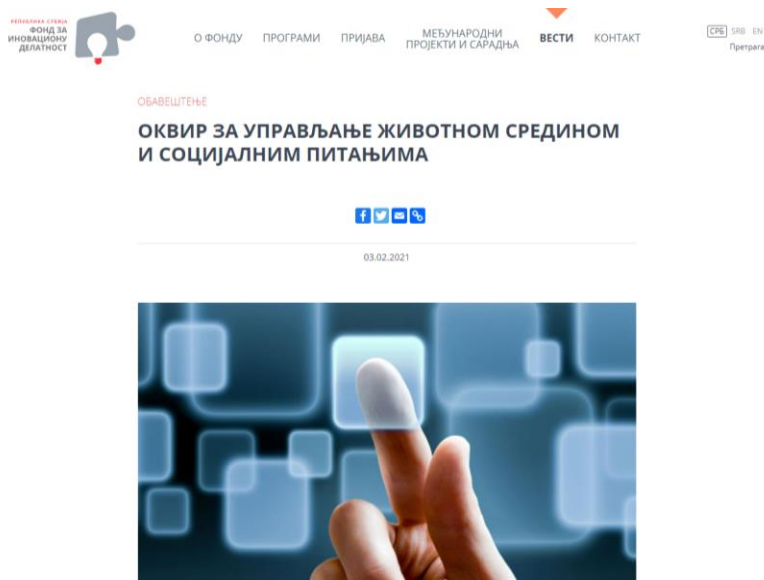 РЕПУБЛИКА СРБИЈА
ФОНД ЗА
ИНОВАЦИОНУ
ДЕЛАТНОСТ
О ФОНДУ
ПРОГРАМИ
ПРИЈАВА
МЕЂУНАРОДНИ
ПРОЈЕКТИ И САРАДЊА
ВЕСТИ
КОНТАКТ
СРБ SRB EN
Претрага
ОБАВЕШТЕЊЕ
ОКВИР ЗА УПРАВЉАЊЕ ЖИВОТНОМ СРЕДИНОМ
И СОЦИЈАЛНИМ ПИТАЊИМА
03.02.2021